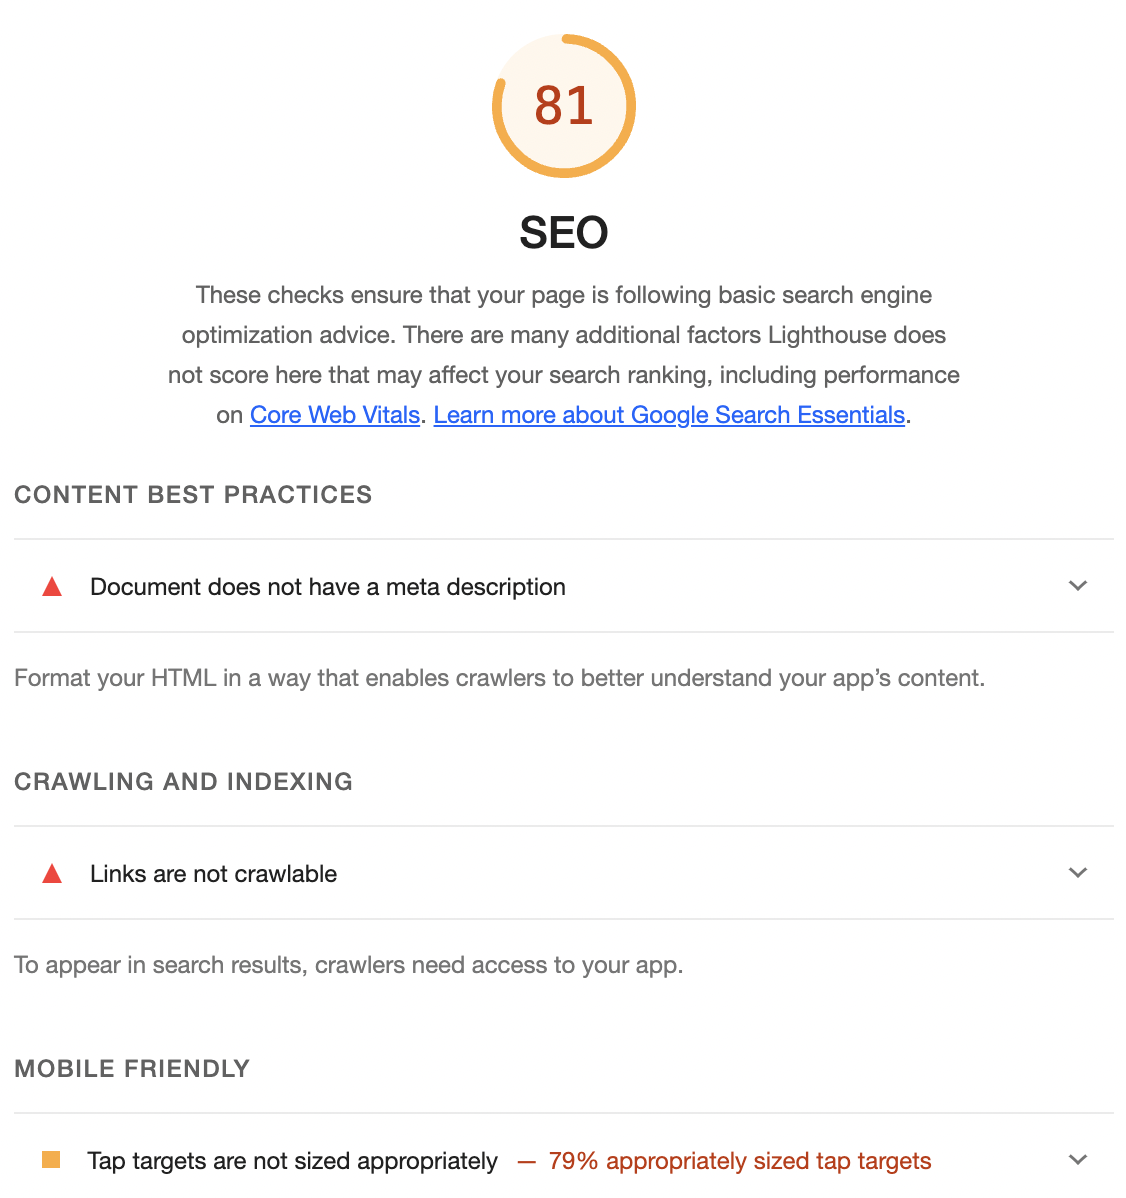 81
SEO
These checks ensure that your page is following basic search engine
optimization advice. There are many additional factors Lighthouse does
not score here that may affect your search ranking, including performance
on Core Web Vitals. Learn more about Google Search Essentials.
CONTENT BEST PRACTICES
Document does not have a meta description
Format your HTML in a way that enables crawlers to better understand your app’s content.
CRAWLING AND INDEXING
Links are not crawlable
To appear in search results, crawlers need access to your app.
MOBILE FRIENDLY
Tap targets are not sized appropriately — 79% appropriately sized tap targets